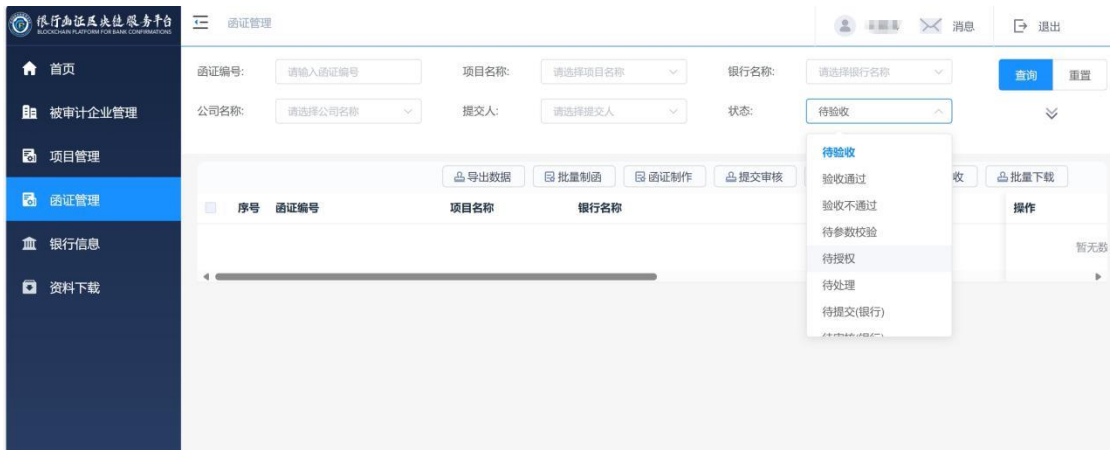 银行函证区块链服务平台
BLOCKCHAIN PLATFORM FOR BANK CONFIRMATIONS
函证管理
消息
退出
首页
被审计企业管理
项目管理
函证管理
银行信息
资料下载
函证编号: 请输入函证编号 项目名称: 请选择项目名称 银行名称: 请选择银行名称 查询 重置
公司名称: 请选择公司名称 提交人: 请选择提交人 状态: 待验收
导出数据 批量制函 函证制作 提交审核 收 批量下载
序号 函证编号 项目名称 银行名称 操作
暂无数
待验收
验收通过
验收不通过
待参数校验
待授权
待处理
待提交(银行)